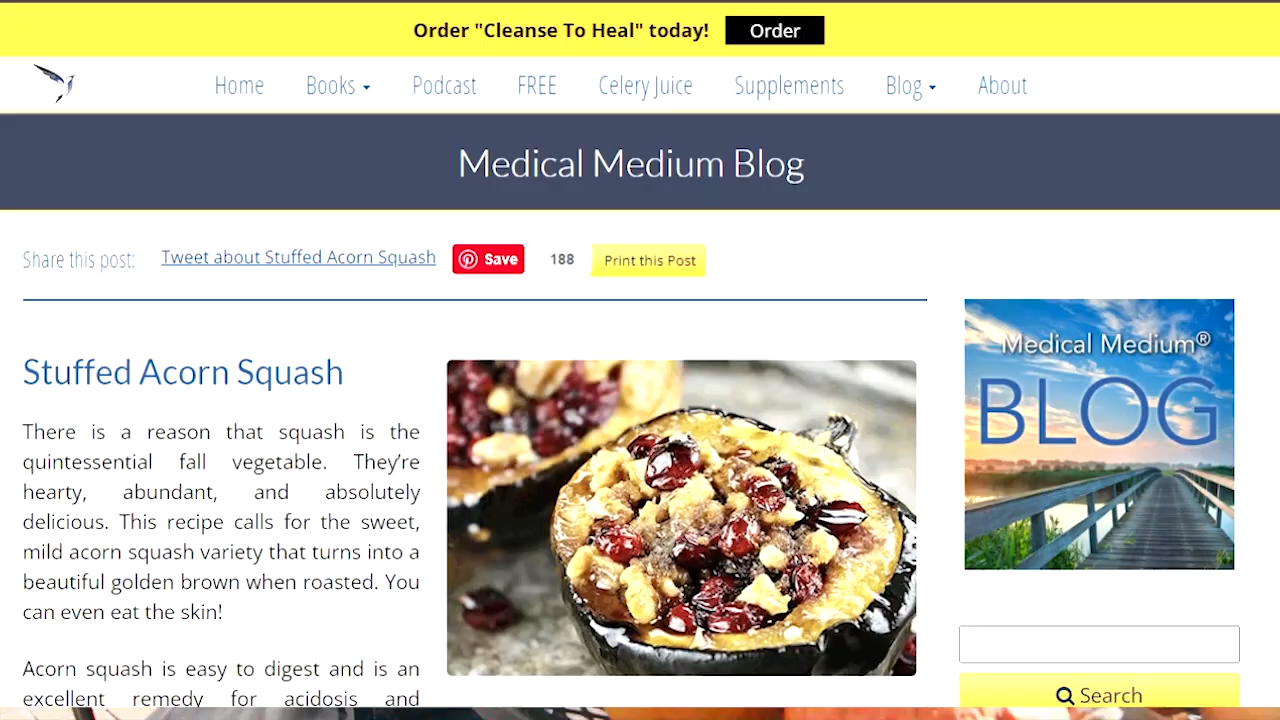 Order "Cleanse To Heal" today! Order
Home Books Podcast FREE Celery Juice Supplements Blog About
Medical Medium Blog
Share this post: Tweet about Stuffed Acorn Squash Save 188 Print this Post
Stuffed Acorn Squash
There is a reason that squash is the
quintessential fall vegetable. They're
hearty, abundant, and absolutely
delicious. This recipe calls for the sweet,
mild acorn squash variety that turns into a
beautiful golden brown when roasted. You
can even eat the skin!
Acorn squash is easy to digest and is an
excellent remedy for acidosis and
Medical Medium®
BLOG
Search